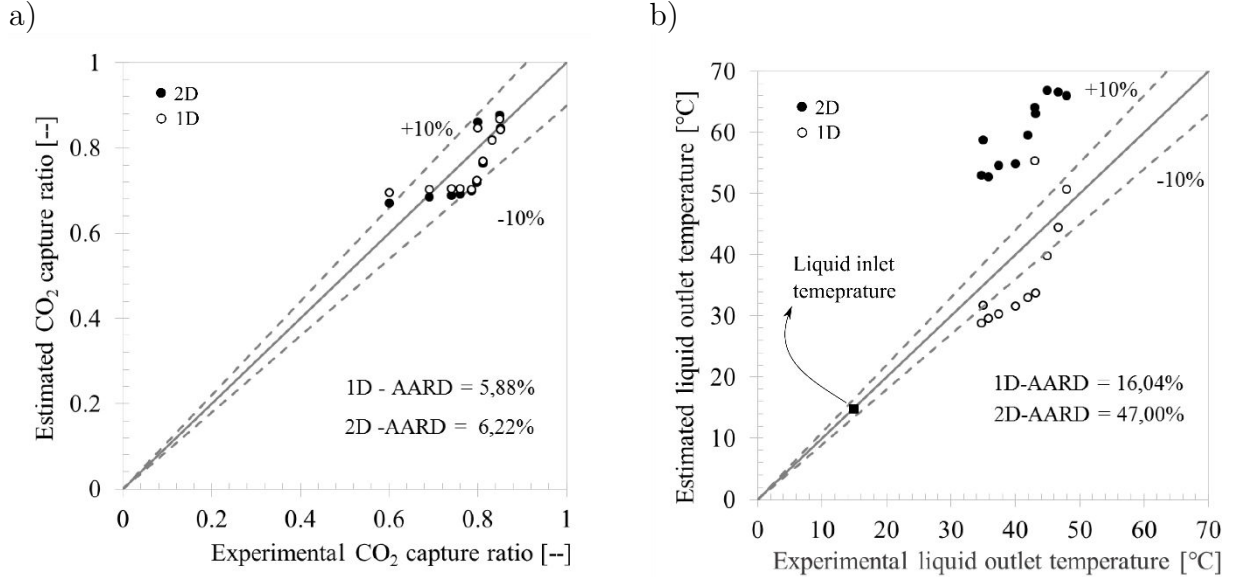 a)
1
0.8
0.6
0.4
0.2
0
0
0.2
0.4
0.6
0.8
1
2D
1D
+10%
-10%
1D - AARD = 5,88%
2D -AARD = 6,22%
Estimated CO₂ capture ratio [--]
Experimental CO₂ capture ratio [--]
b)
70
60
50
40
30
20
10
0
0
10
20
30
40
50
60
70
2D
1D
+10%
-10%
Liquid inlet
temeprature
1D-AARD = 16,04%
2D-AARD = 47,00%
Estimated liquid outlet temperature [°C]
Experimental liquid outlet temperature [°C]